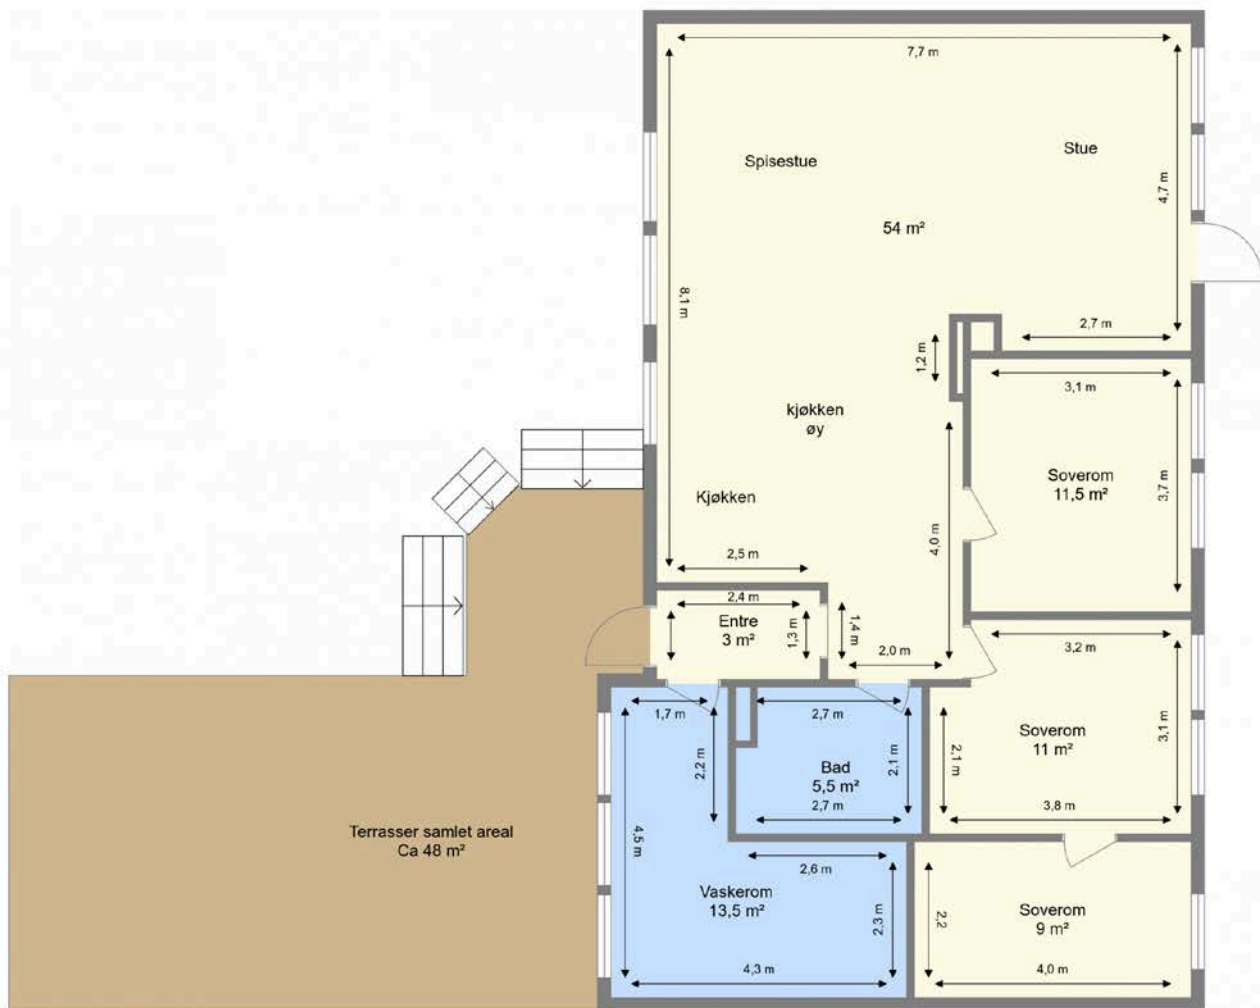 7,7 m
Spisestue
Stue
4,7 m
54 m²
8,1 m
2,7 m
1,2 m
3,1 m
kjøkken
øy
Soverom
11,5 m²
3,7 m
Kjøkken
4,0 m
2,5 m
2,4 m
Entre
3 m²
1,3 m
1,4 m
2,0 m
3,2 m
1,7 m
2,7 m
2,2 m
Bad
5,5 m²
2,1 m
2,7 m
2,1 m
Soverom
11 m²
3,1 m
3,8 m
Terrasser samlet areal
Ca 48 m²
4,5 m
2,6 m
Vaskerom
13,5 m²
2,3 m
4,3 m
2,2
Soverom
9 m²
4,0 m